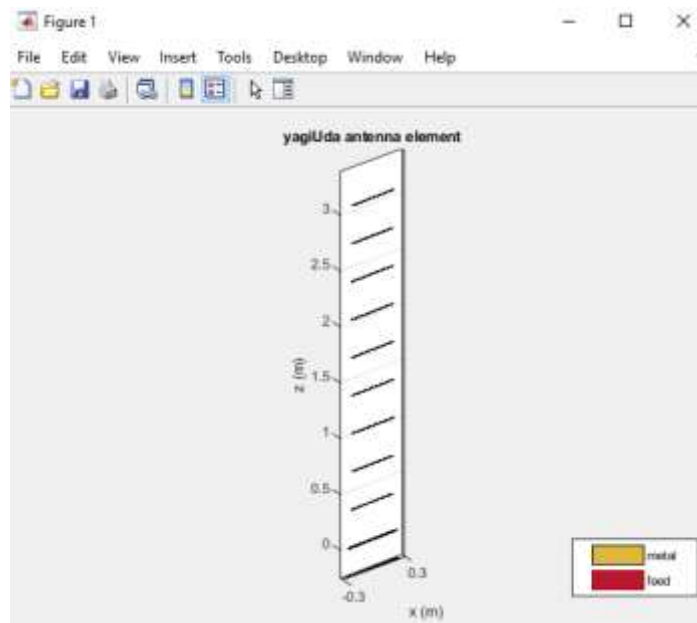 Figure 1
File Edit View Insert Tools Desktop Window Help
yagiUda antenna element
3
2.5
2
1.5
1
0.5
0
z (m)
-0.3
0.3
x (m)
metal
feed